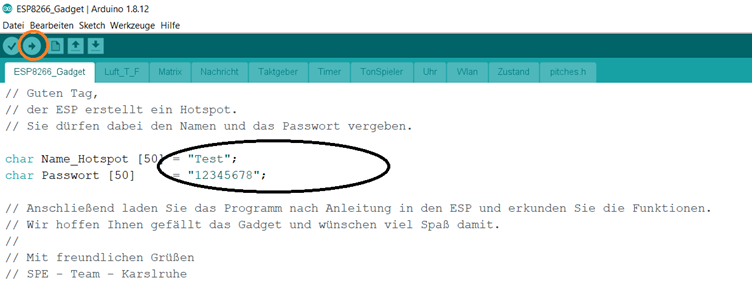 ESP8266_Gadget | Arduino 1.8.12
Datei Bearbeiten Sketch Werkzeuge Hilfe
ESP8266_Gadget Luft_T_F Matrix Nachricht Taktgeber Timer TonSpieler Uhr Wlan Zustand pitches.h
// Guten Tag,
// der ESP erstellt ein Hotspot.
// Sie dürfen dabei den Namen und das Passwort vergeben.
char Name_Hotspot [50] = "Test";
char Passwort [50] = "12345678";
// Anschließend laden Sie das Programm nach Anleitung in den ESP und erkunden Sie die Funktionen.
// Wir hoffen Ihnen gefällt das Gadget und wünschen viel Spaß damit.
//
// Mit freundlichen Grüßen
// SPE - Team - Karslruhe